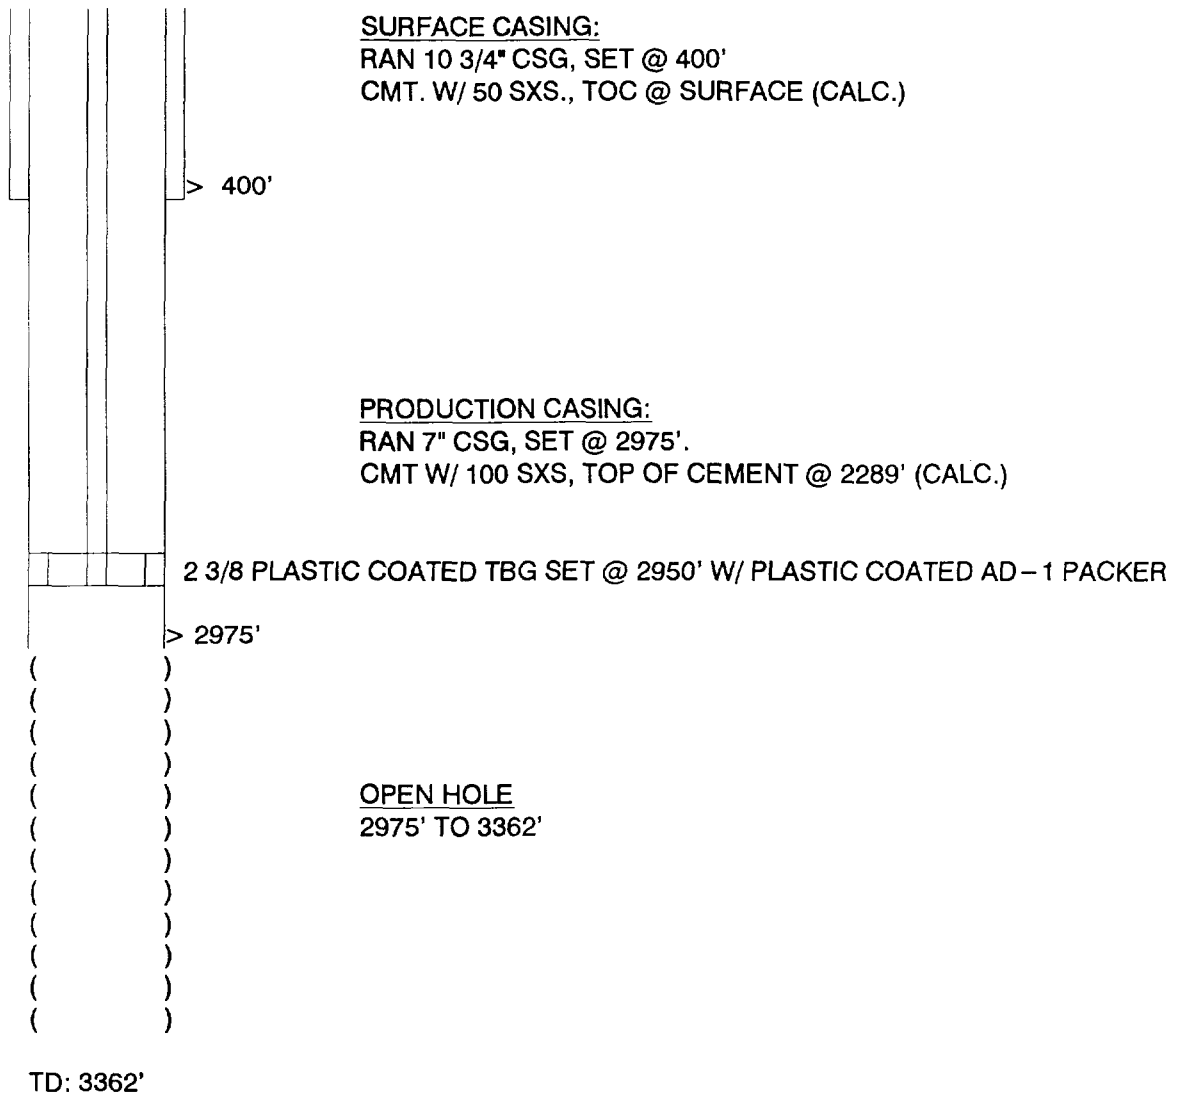 SURFACE CASING:
RAN 10 3/4" CSG, SET @ 400'
CMT. W/ 50 SXS., TOC @ SURFACE (CALC.)
> 400'
PRODUCTION CASING:
RAN 7" CSG, SET @ 2975'.
CMT W/ 100 SXS, TOP OF CEMENT @ 2289' (CALC.)
2 3/8 PLASTIC COATED TBG SET @ 2950' W/ PLASTIC COATED AD–1 PACKER
> 2975'
( )
( )
( )
( )
( )
OPEN HOLE
( )
2975' TO 3362'
( )
( )
( )
( )
( )
( )
TD: 3362'